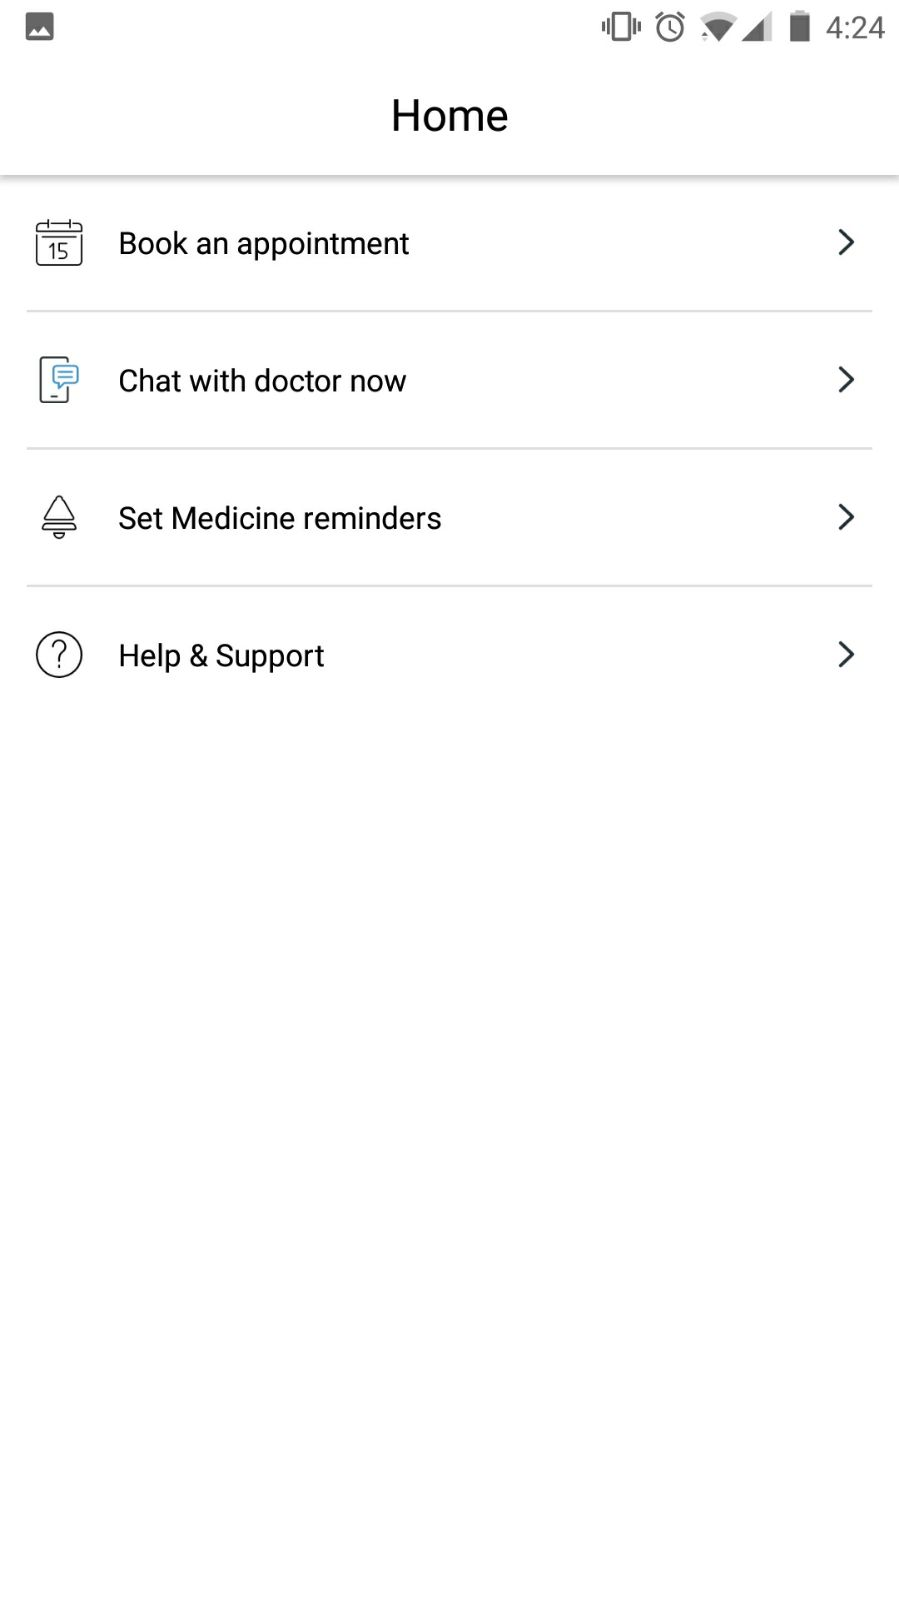 4:24
Home
15
Book an appointment
Chat with doctor now
Set Medicine reminders
?
Help & Support